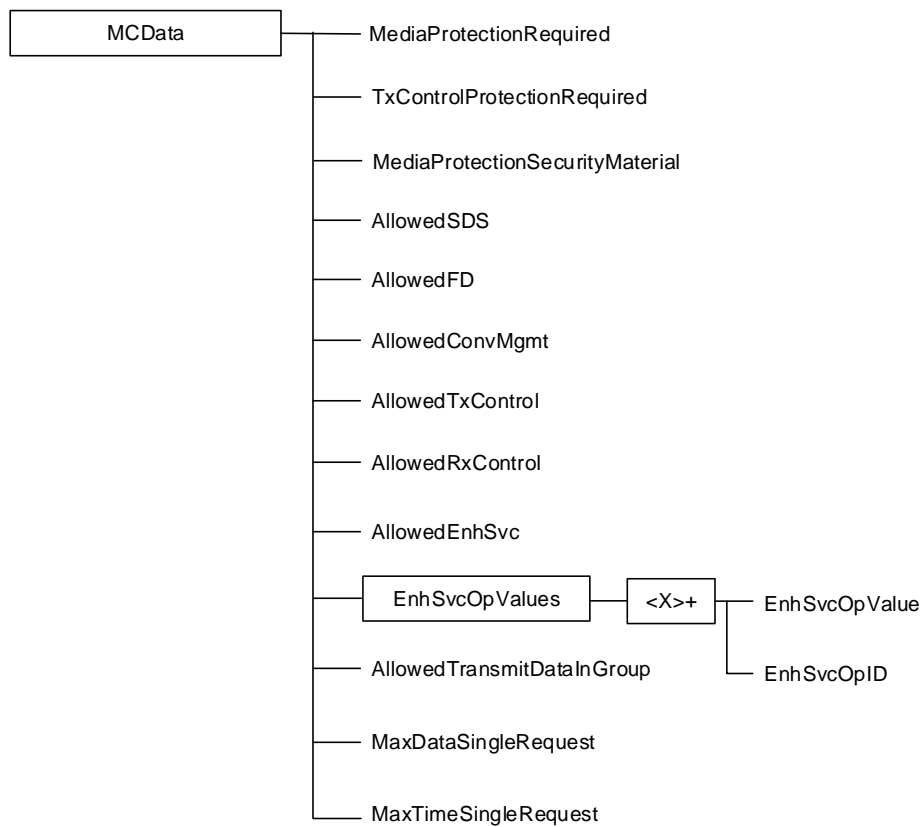 MCData
MediaProtectionRequired
TxControlProtectionRequired
MediaProtectionSecurityMaterial
AllowedSDS
AllowedFD
AllowedConvMgmt
AllowedTxControl
AllowedRxControl
AllowedEnhSvc
EnhSvcOpValues
<X>+
EnhSvcOpValue
EnhSvcOpID
AllowedTransmitDataInGroup
MaxDataSingleRequest
MaxTimeSingleRequest